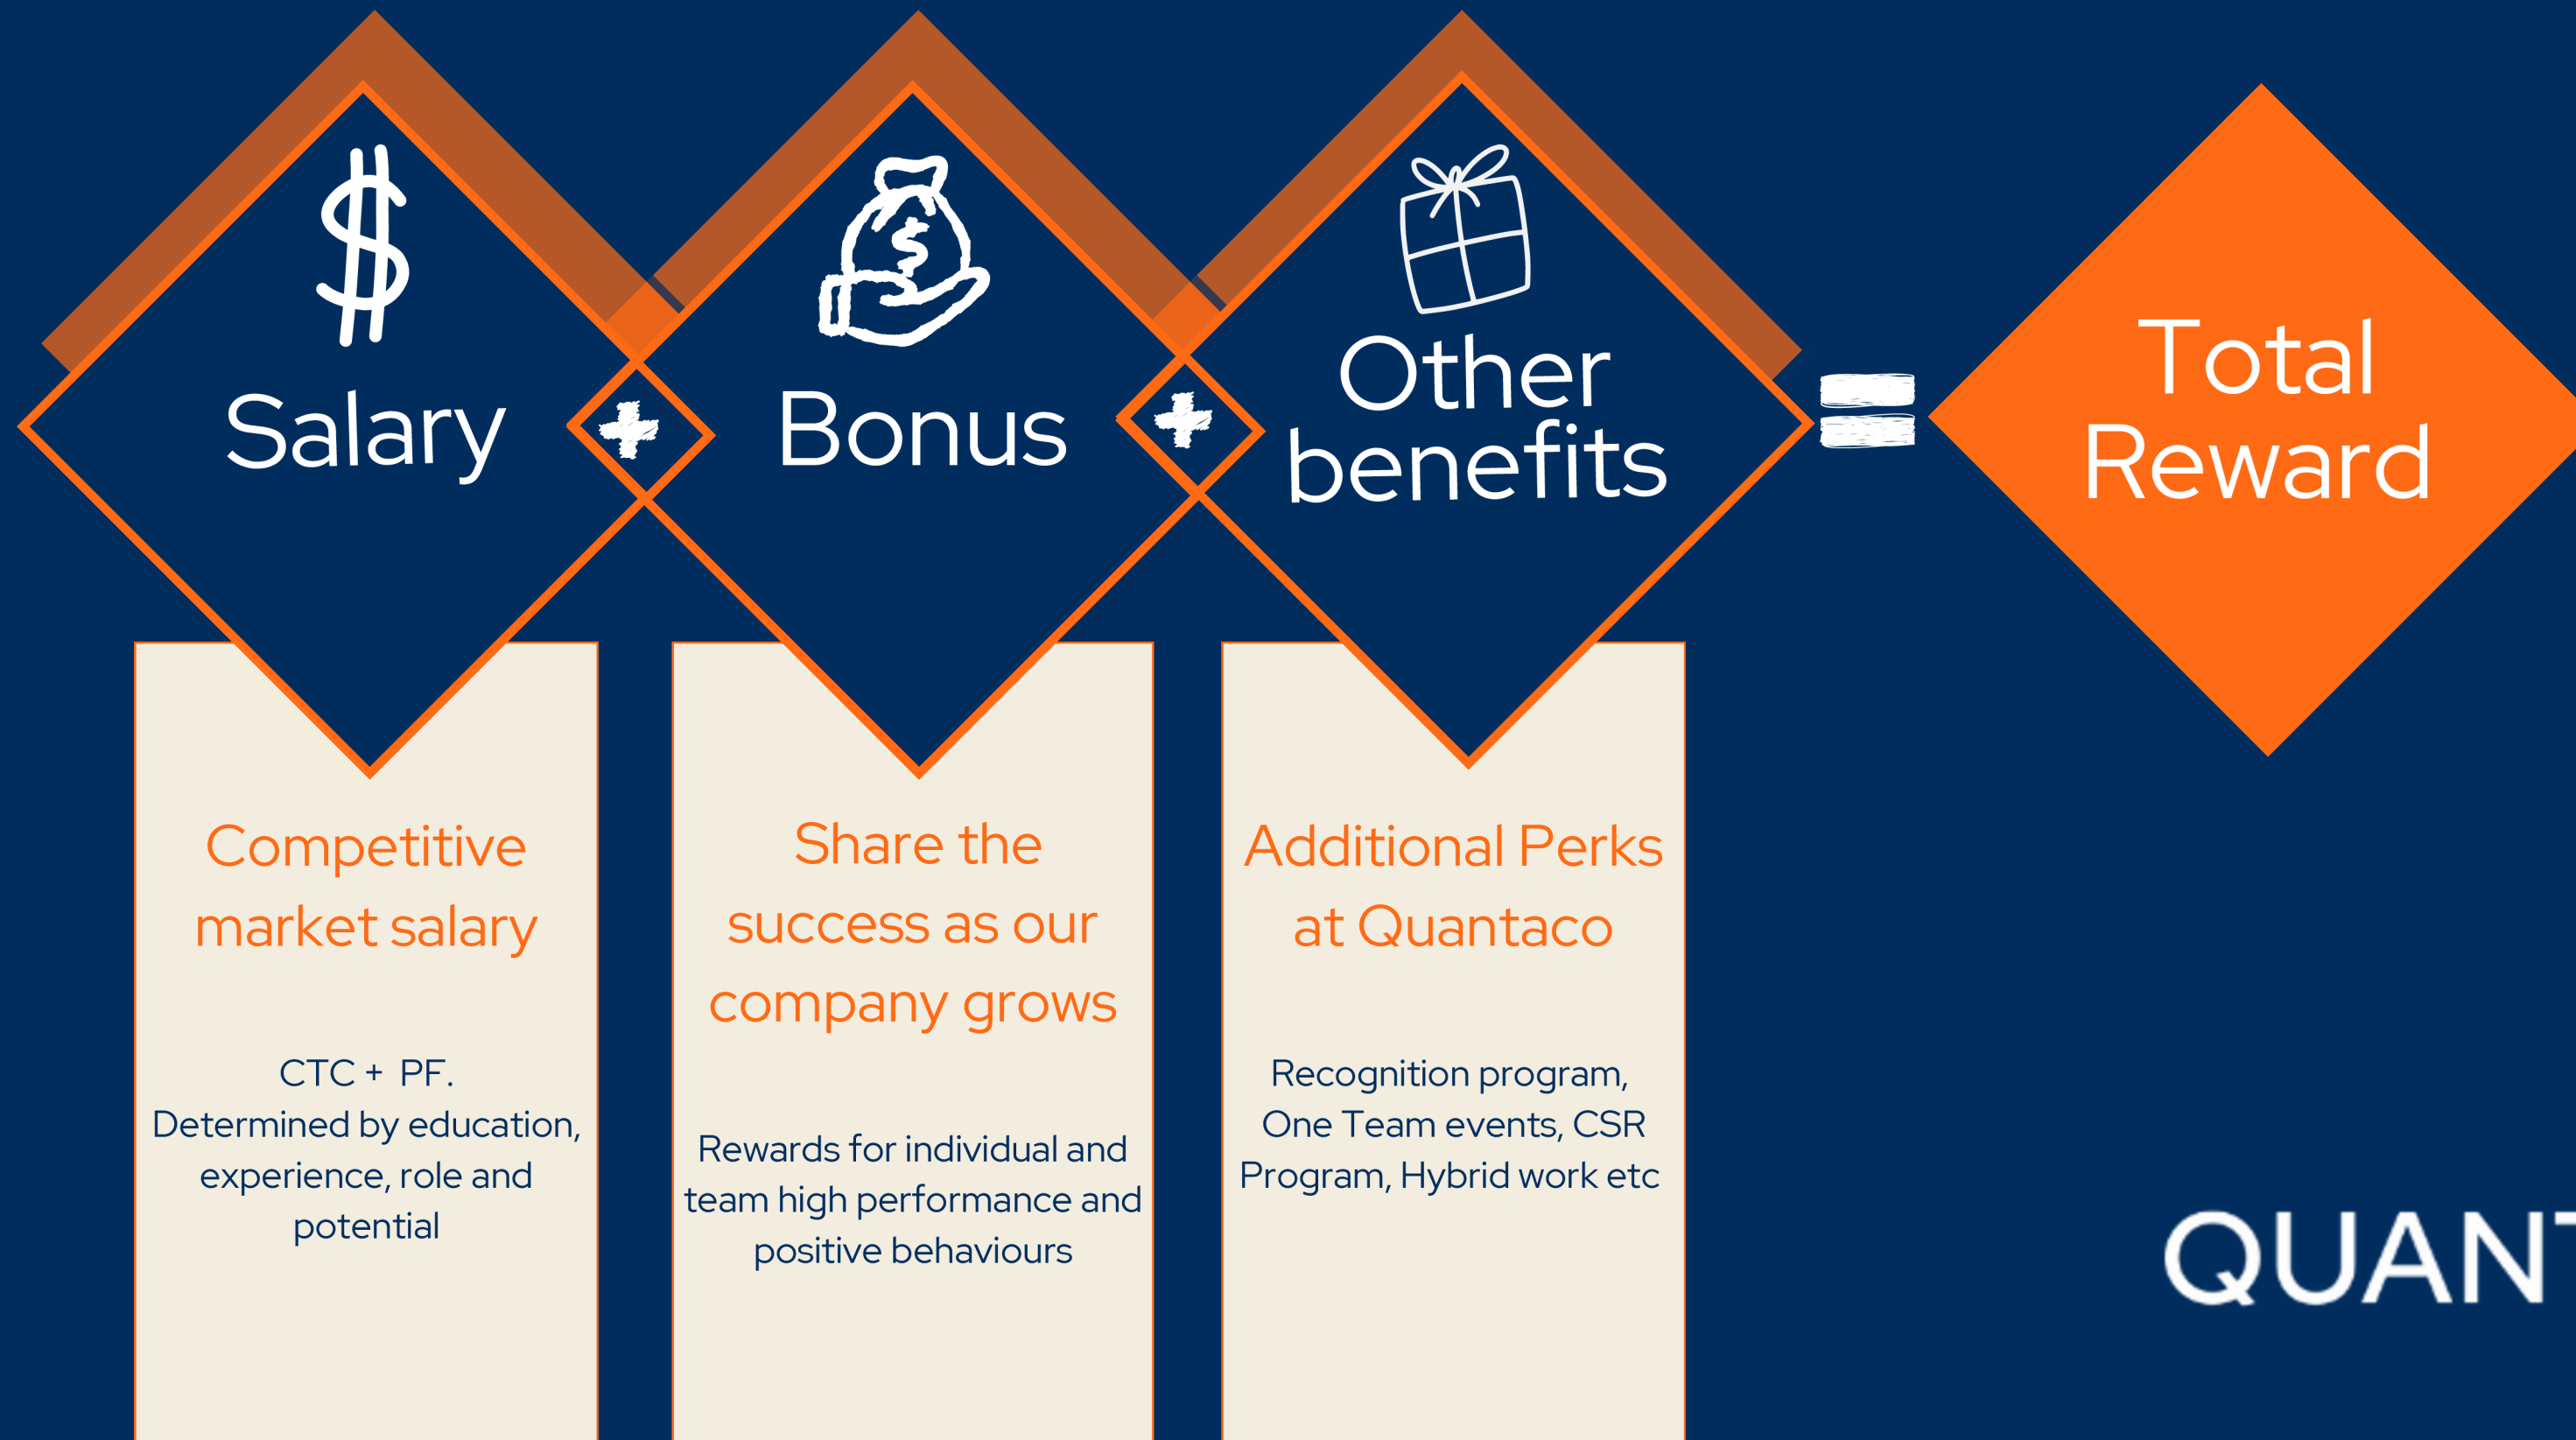 Salary
+
Bonus
+
Other
benefits
=
Total
Reward
Competitive
market salary
CTC + PF.
Determined by education,
experience, role and
potential
Share the
success as our
company grows
Rewards for individual and
team high performance and
positive behaviours
Additional Perks
at Quantaco
Recognition program,
One Team events, CSR
Program, Hybrid work etc
QUANT